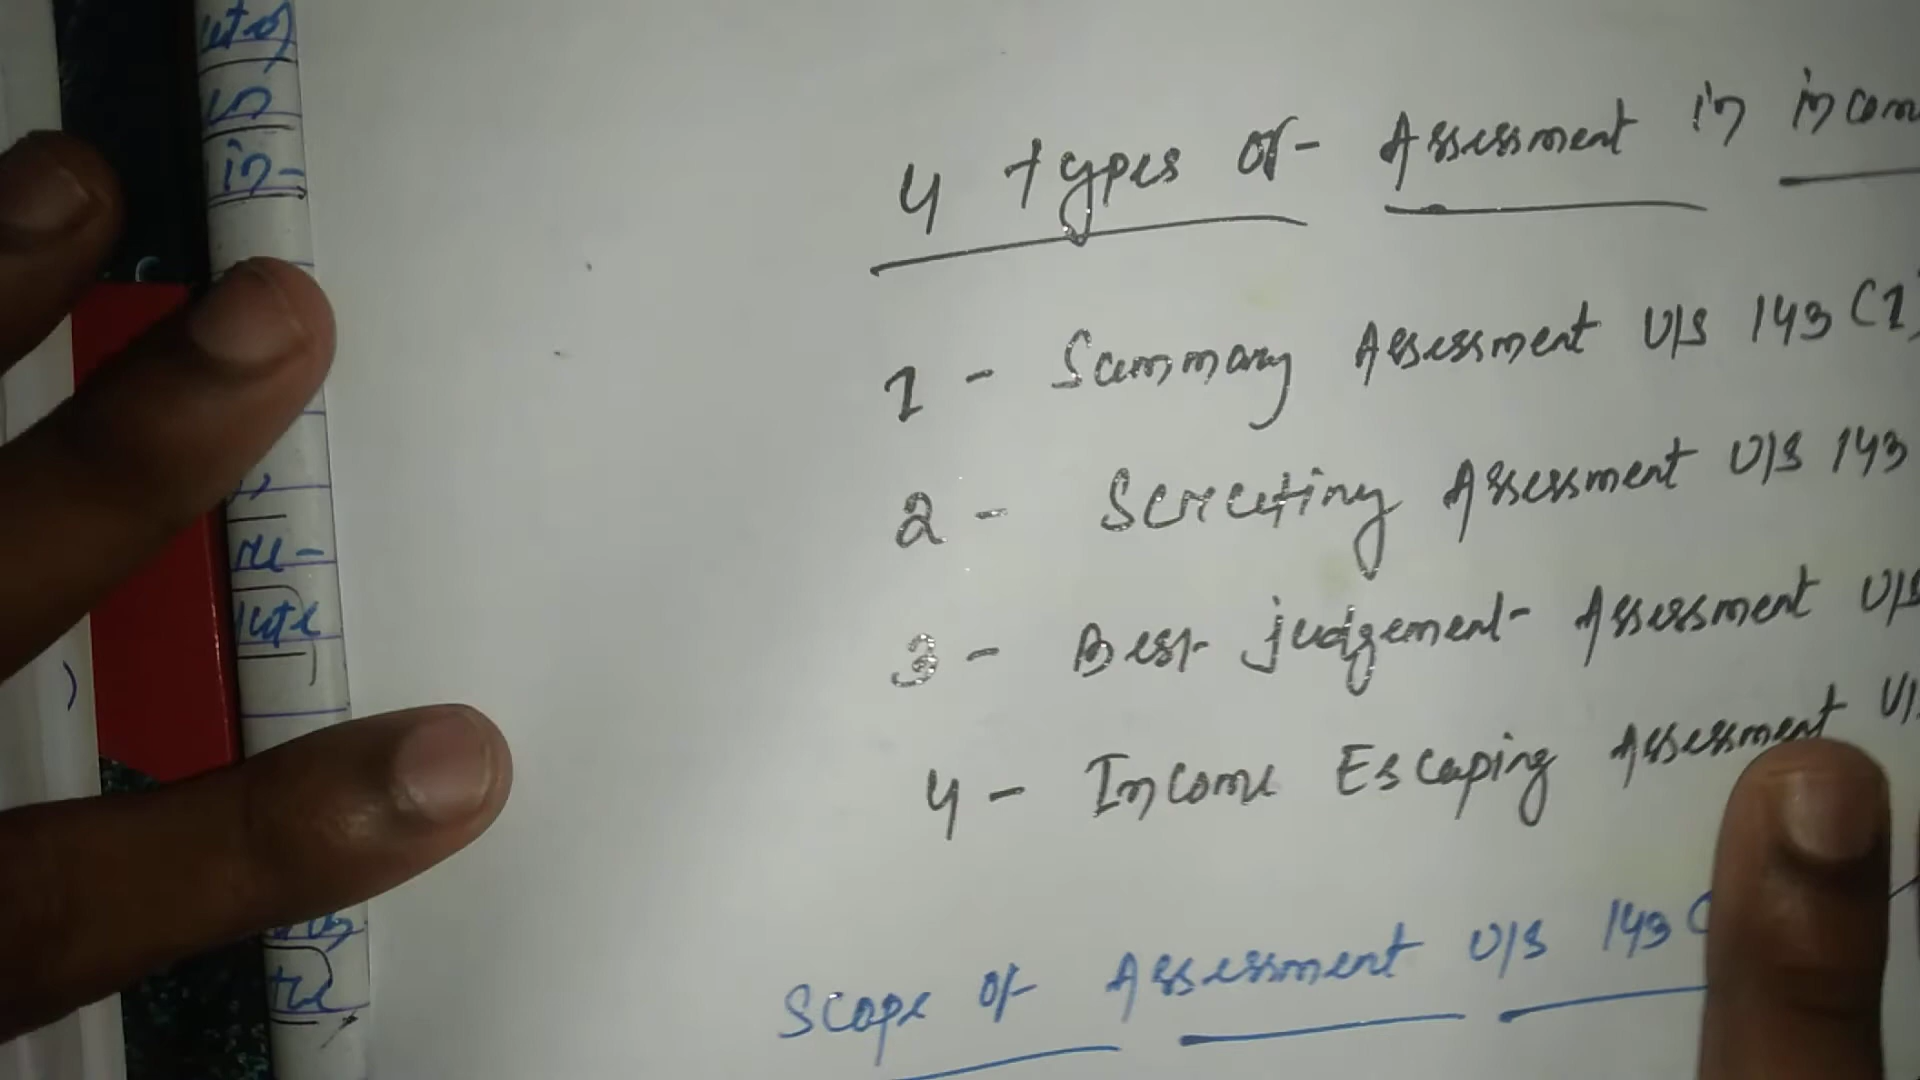 4 types of Assessment in incom
1 - Summary Assessment U/S 143 (1)
2 - Scrutiny Assessment U/S 143
3 - Best judgement Assessment U/S
4 - Income Escaping Assessment U/
Scope of Assessment U/S 143 (
in-